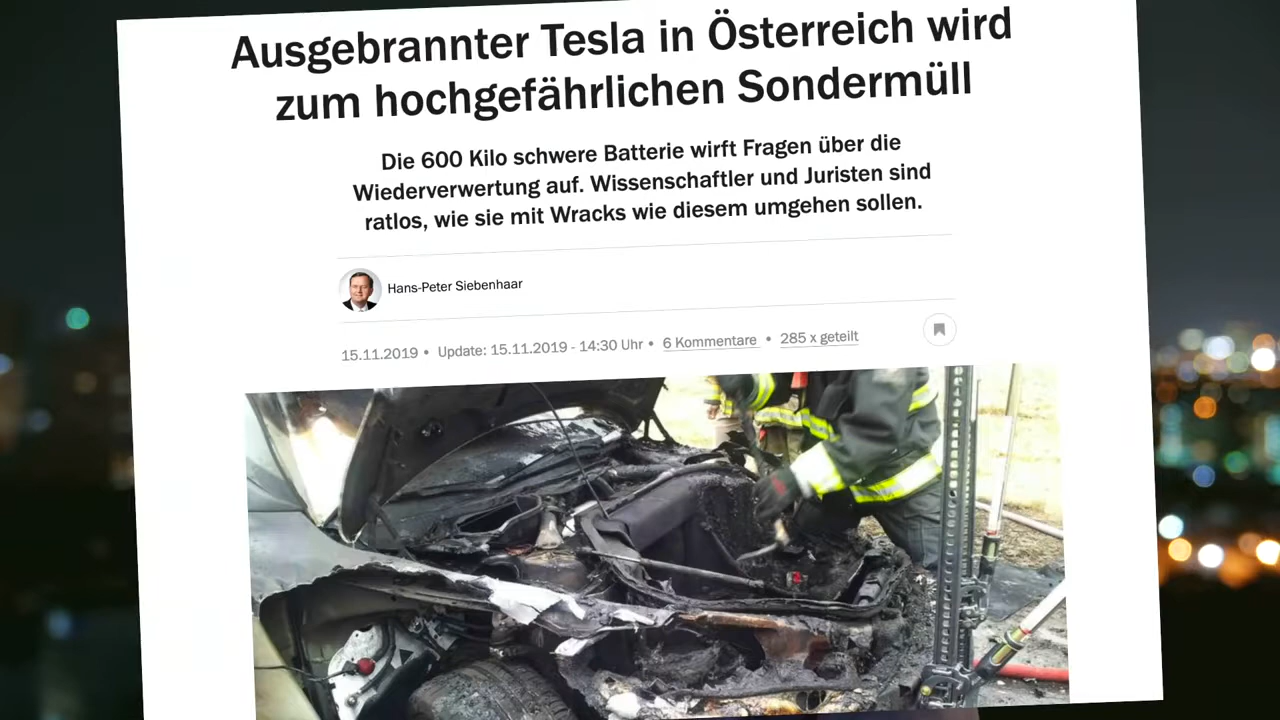 Ausgebrannter Tesla in Österreich wird
zum hochgefährlichen Sondermüll
Die 600 Kilo schwere Batterie wirft Fragen über die
Wiederverwertung auf. Wissenschaftler und Juristen sind
ratlos, wie sie mit Wracks wie diesem umgehen sollen.
Hans-Peter Siebenhaar
15.11.2019 • Update: 15.11.2019 - 14:30 Uhr • 6 Kommentare • 285 x geteilt